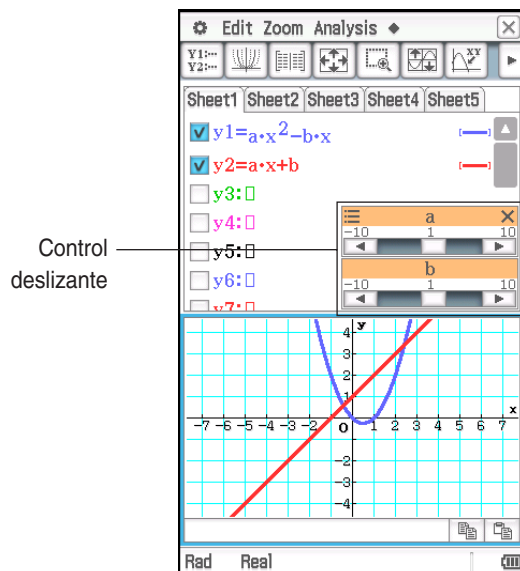 Edit Zoom Analysis ◆
Y1:···
Y2:···
XY
Sheet1 Sheet2 Sheet3 Sheet4 Sheet5
y1=a·x²−b·x
y2=a·x+b
y3:▯
y4:▯
y5:▯
y6:▯
y7:▯
Control
deslizante
a
-10 1 10
b
-10 1 10
y
4
3
2
1
x
-7 -6 -5 -4 -3 -2 0 1 2 3 4 5 6 7
-2
-3
-4
Rad Real